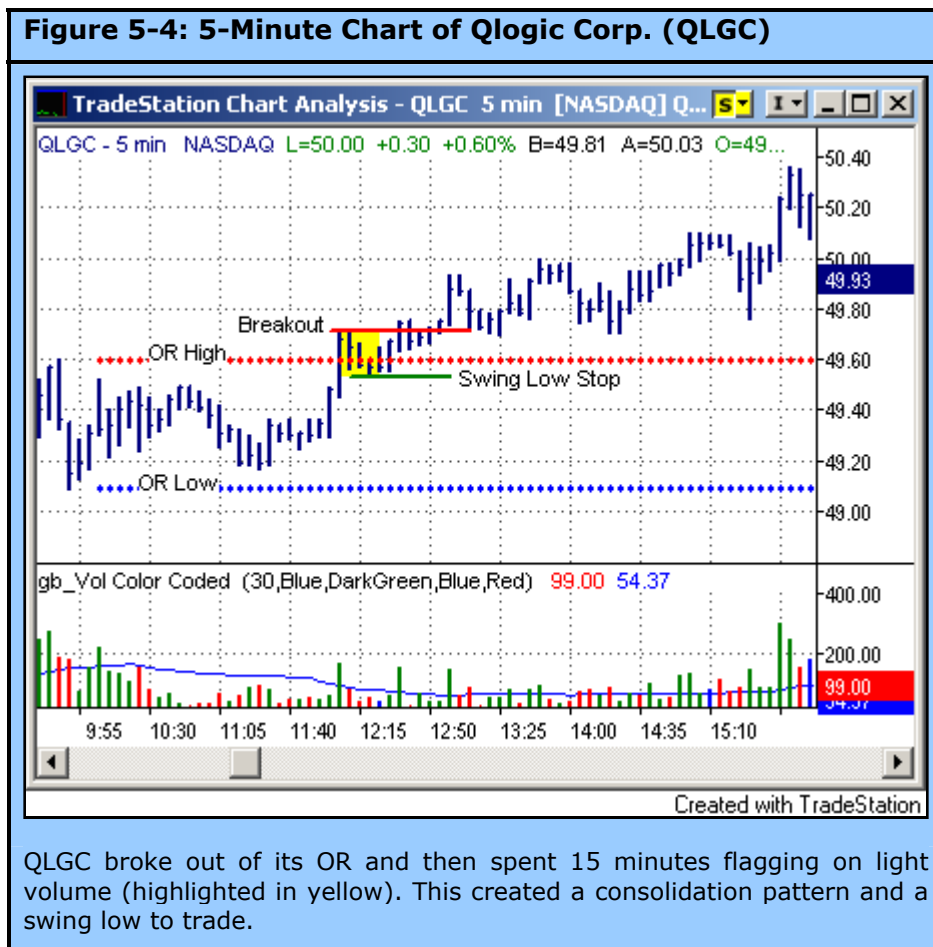 Figure 5-4: 5-Minute Chart of Qlogic Corp. (QLGC)
TradeStation Chart Analysis - QLGC 5 min [NASDAQ] Q... S I
QLGC - 5 min NASDAQ L=50.00 +0.30 +0.60% B=49.81 A=50.03 O=49...
50.40
50.20
50.00
49.93
49.80
Breakout
OR High
49.60
Swing Low Stop
49.40
49.20
OR Low
49.00
gb_Vol Color Coded (30,Blue,DarkGreen,Blue,Red) 99.00 54.37
400.00
200.00
99.00
54.37
9:55 10:30 11:05 11:40 12:15 12:50 13:25 14:00 14:35 15:10
Created with TradeStation
QLGC broke out of its OR and then spent 15 minutes flagging on light
volume (highlighted in yellow). This created a consolidation pattern and a
swing low to trade.